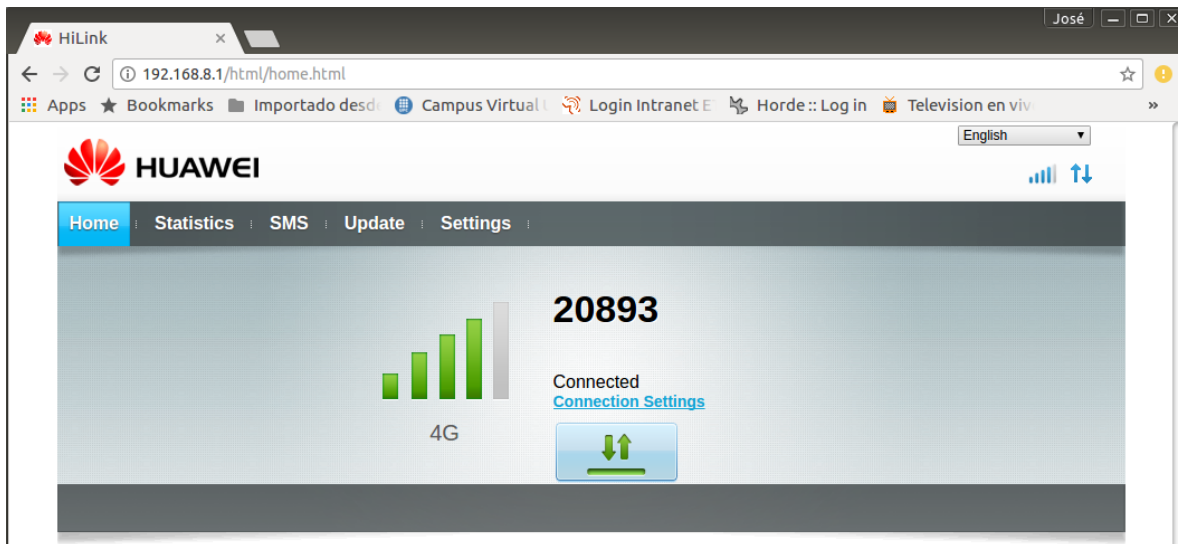 José
HiLink
192.168.8.1/html/home.html
Apps Bookmarks Importado desd Campus Virtual Login Intranet E Horde :: Log in Television en viv »
English
HUAWEI
Home Statistics SMS Update Settings
20893
Connected
Connection Settings
4G